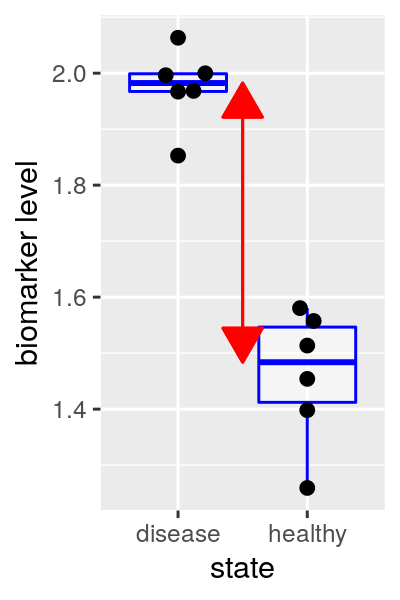 biomarker level
2.0
1.8
1.6
1.4
disease healthy
state